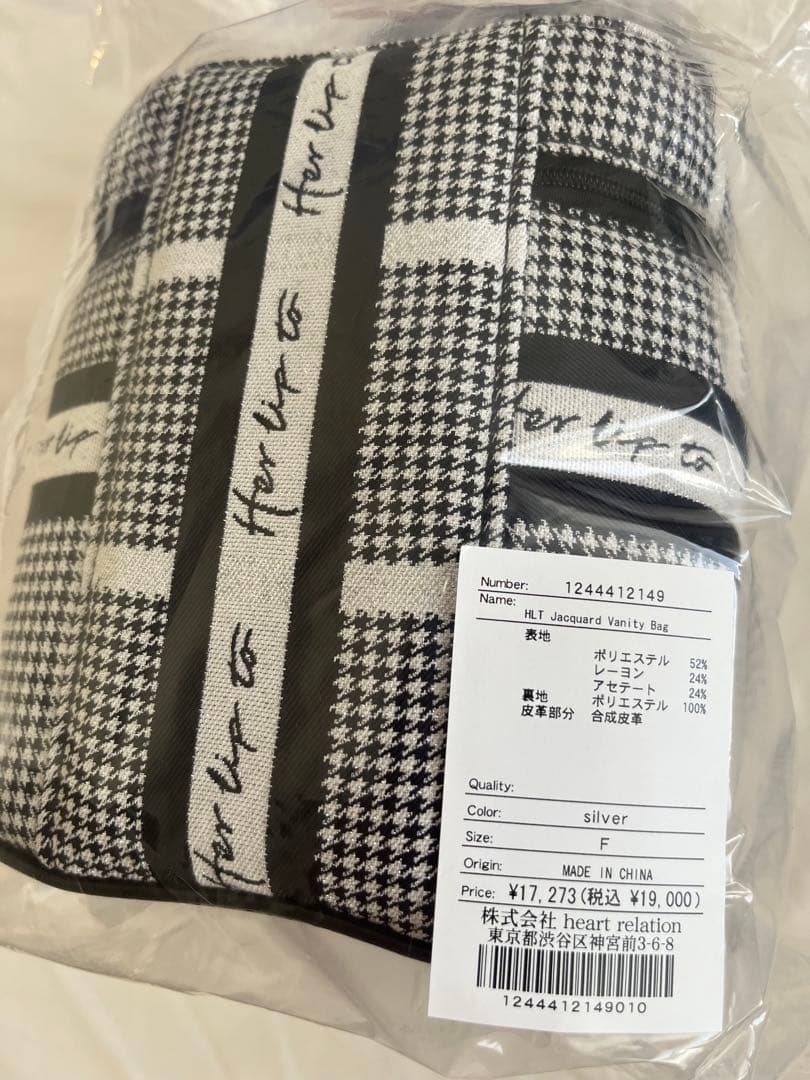 Her lip to
Her lip to
Her lip to
Her lip to
lip
Number: 1244412149
Name: HLT Jacquard Vanity Bag
表地
ポリエステル 52%
レーヨン 24%
アセテート 24%
裏地 ポリエステル 100%
皮革部分 合成皮革
Quality:
Color: silver
Size: F
Origin: MADE IN CHINA
Price: ¥17,273(税込 ¥19,000)
株式会社 heart relation
東京都渋谷区神宮前3-6-8
1244412149010